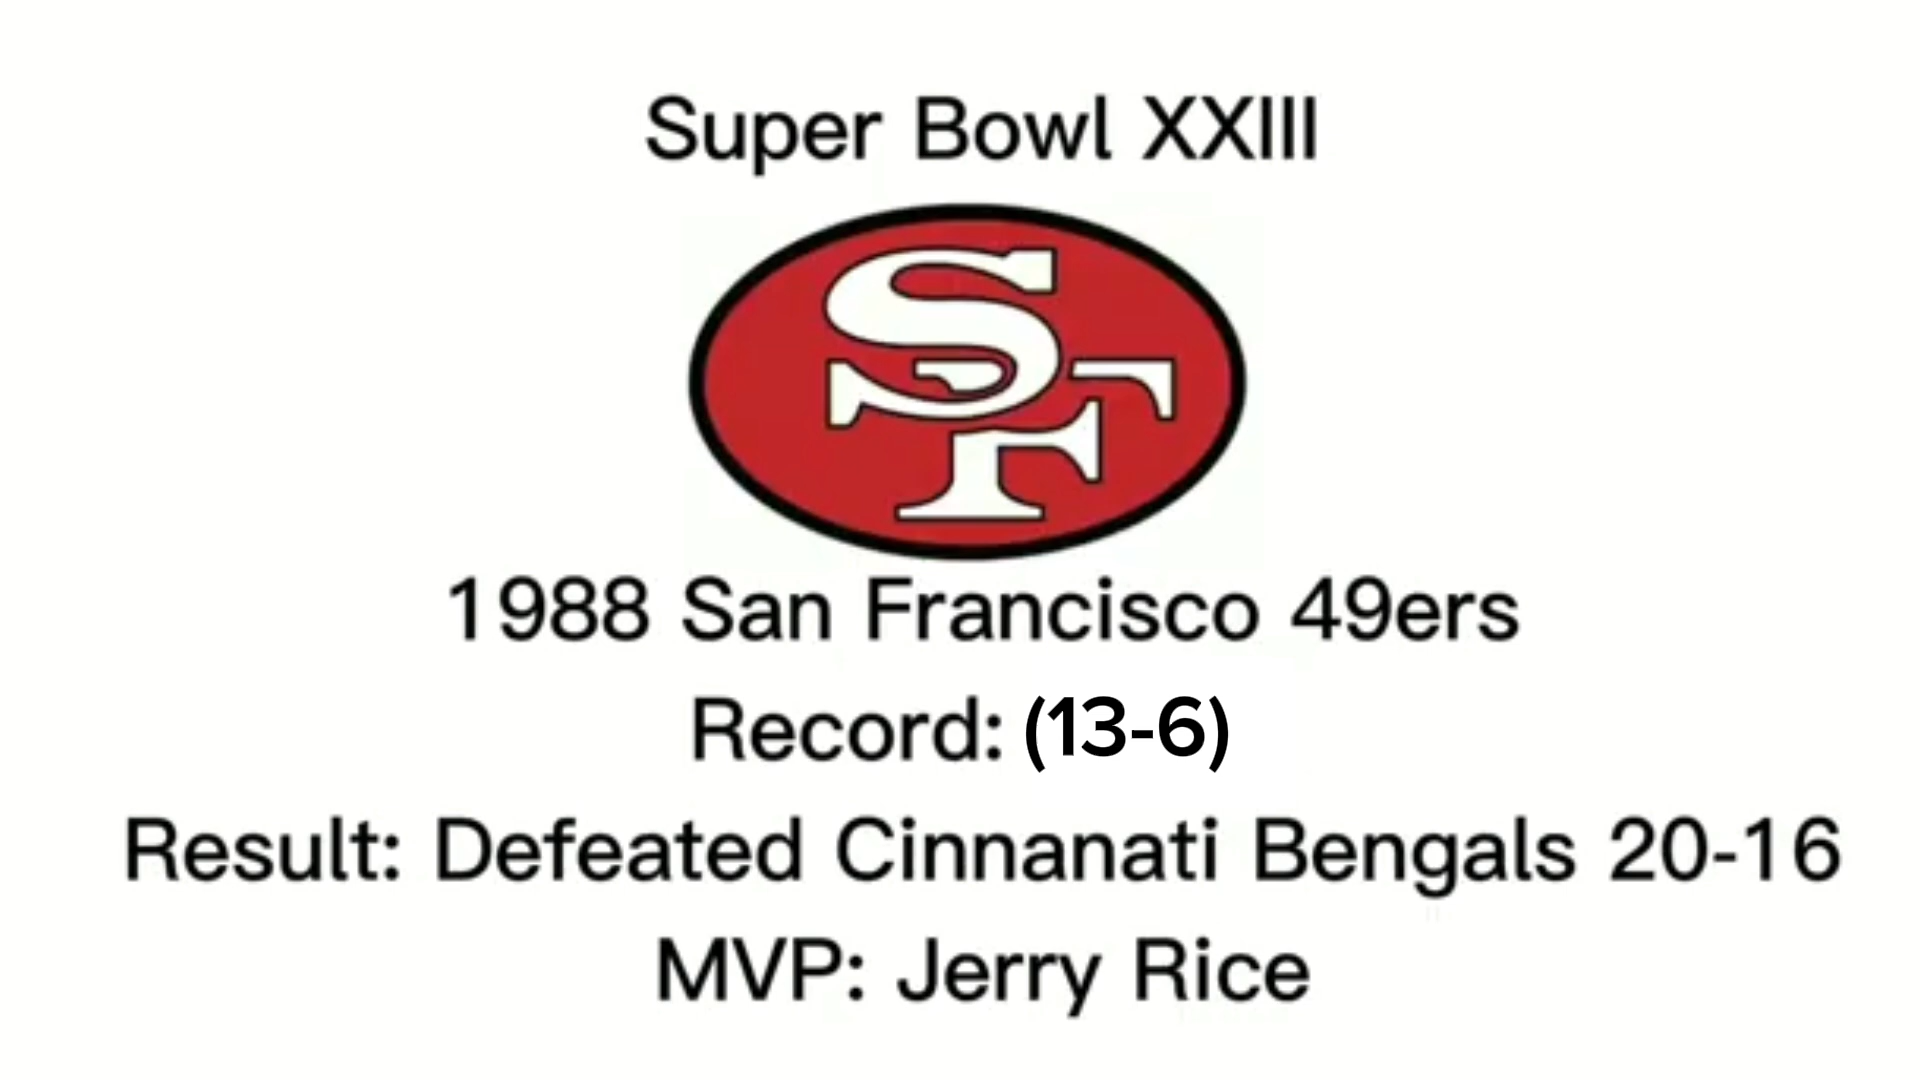 Super Bowl XXIII
SF
1988 San Francisco 49ers
Record: (13-6)
Result: Defeated Cinnanati Bengals 20-16
MVP: Jerry Rice